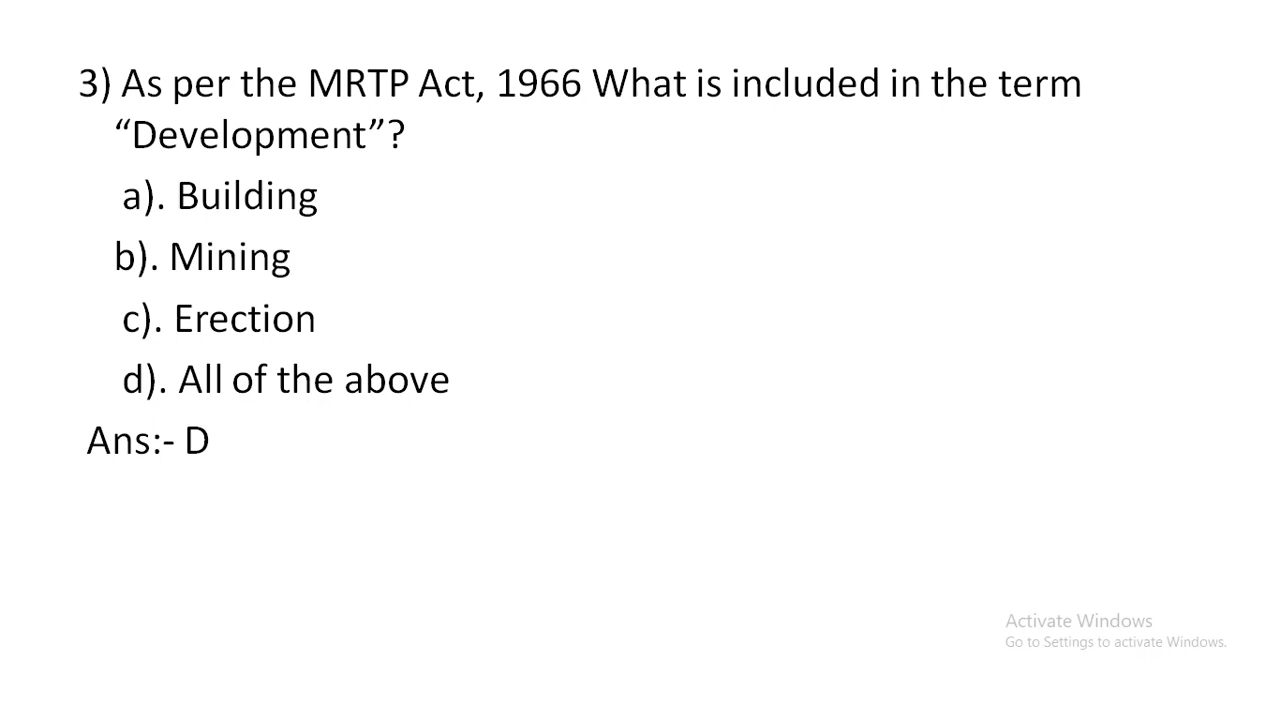 3) As per the MRTP Act, 1966 What is included in the term
“Development”?
a). Building
b). Mining
c). Erection
d). All of the above
Ans:- D
Activate Windows
Go to Settings to activate Windows.